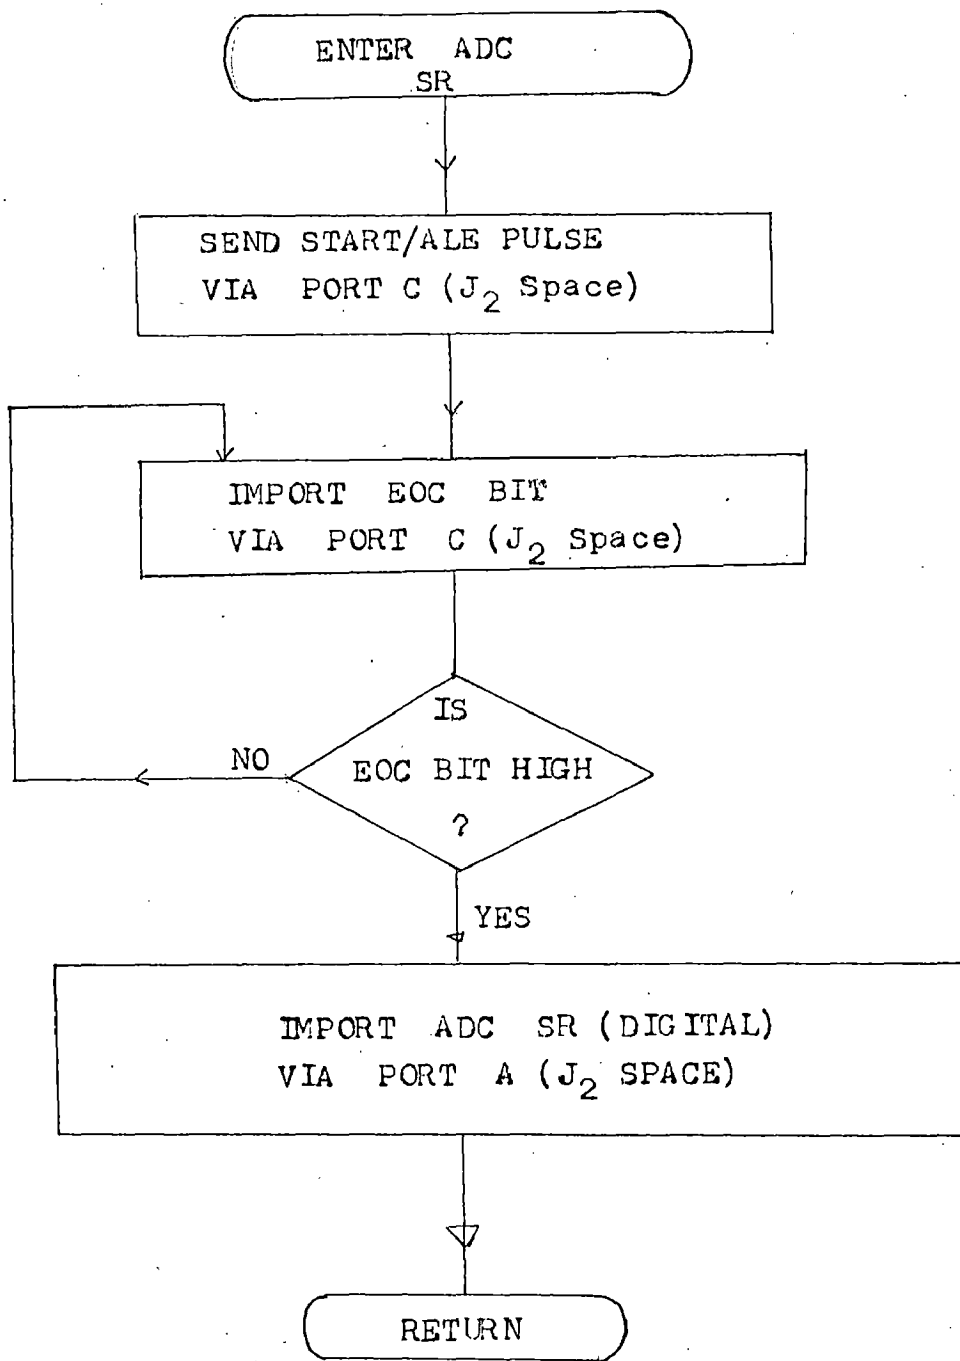 ENTER ADC
SR
SEND START/ALE PULSE
VIA PORT C (J₂ Space)
IMPORT EOC BIT
VIA PORT C (J₂ Space)
IS
EOC BIT HIGH
?
NO
YES
IMPORT ADC SR (DIGITAL)
VIA PORT A (J₂ SPACE)
RETURN